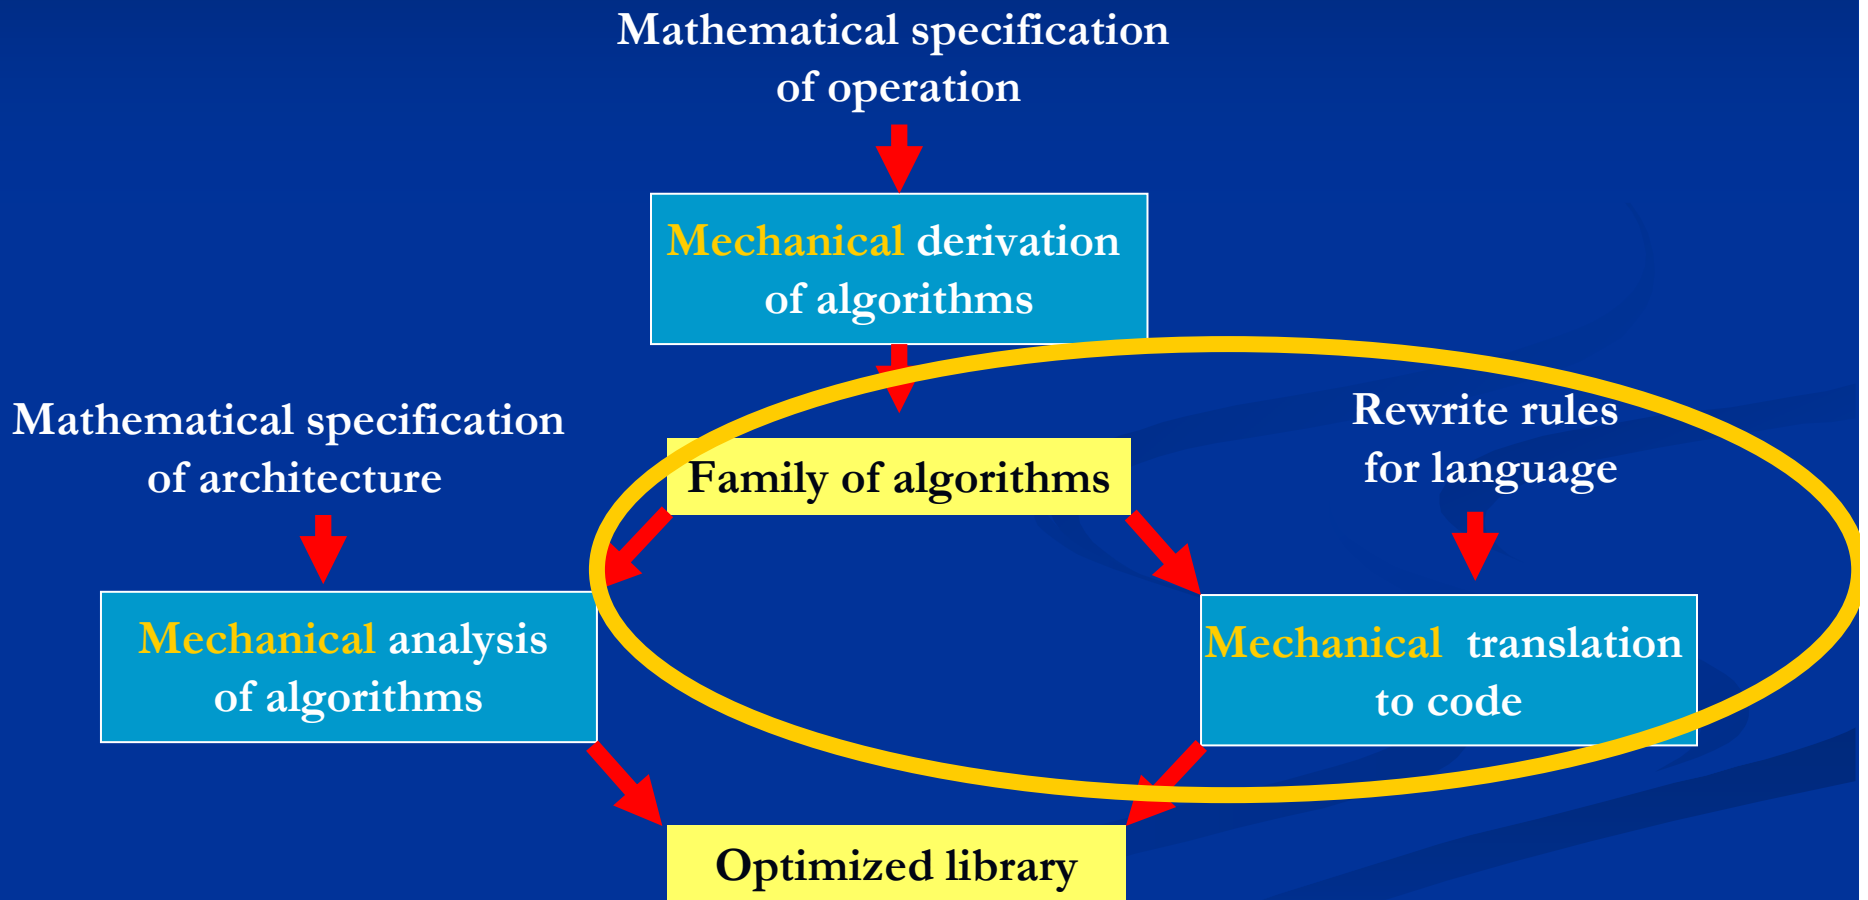 Mathematical specification
of operation
Mechanical derivation
of algorithms
Mathematical specification
of architecture
Family of algorithms
Rewrite rules
for language
Mechanical analysis
of algorithms
Mechanical translation
to code
Optimized library